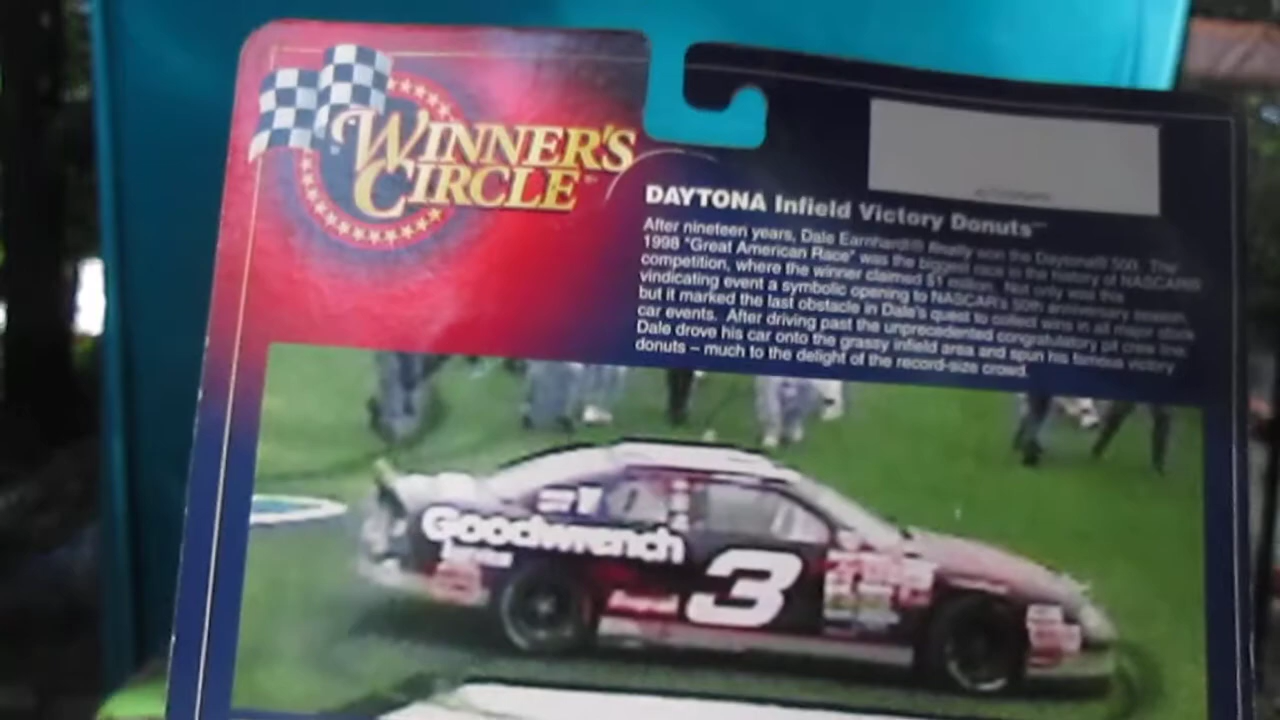 WINNER'S
CIRCLE
DAYTONA Infield Victory Donuts™
After nineteen years, Dale Earnhardt® finally won the Daytona® 500. The
1998 "Great American Race" was the biggest race in the history of NASCAR®
competition, where the winner claimed $1 million. Not only was this
vindicating event a symbolic opening to NASCAR's 50th anniversary season,
but it marked the last obstacle in Dale's quest to collect wins in all major stock
car events. After driving past the unprecedented congratulatory pit crew line,
Dale drove his car onto the grassy infield area and spun his famous victory
donuts – much to the delight of the record-size crowd.
Goodwrench
Service
3